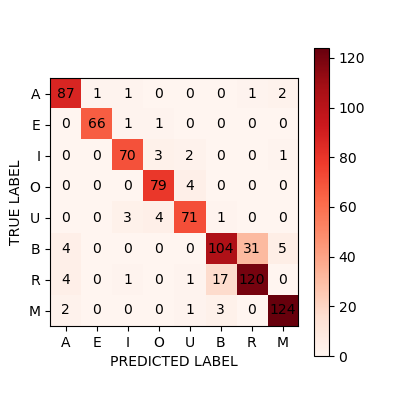 A 87 1 1 0 0 0 1 2
E 0 66 1 1 0 0 0 0
I 0 0 70 3 2 0 0 1
O 0 0 0 79 4 0 0 0
U 0 0 3 4 71 1 0 0
B 4 0 0 0 0 104 31 5
R 4 0 1 0 1 17 120 0
M 2 0 0 0 1 3 0 124
A E I O U B R M
TRUE LABEL
PREDICTED LABEL
120
100
80
60
40
20
0